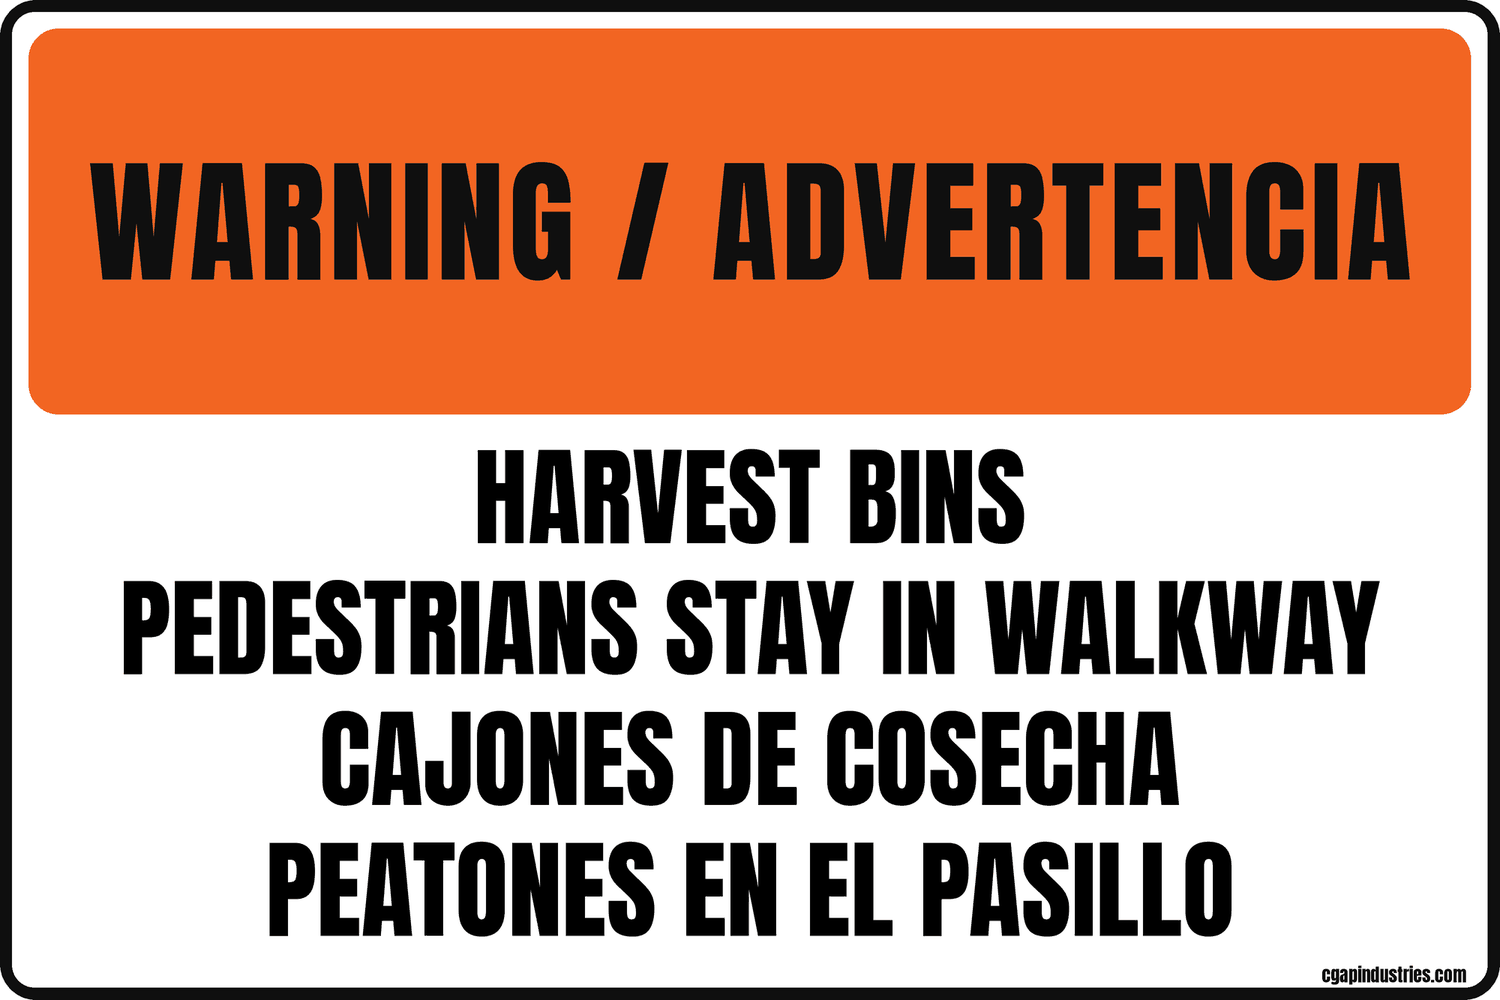 WARNING / ADVERTENCIA
HARVEST BINS
PEDESTRIANS STAY IN WALKWAY
CAJONES DE COSECHA
PEATONES EN EL PASILLO
cgapindustries.com